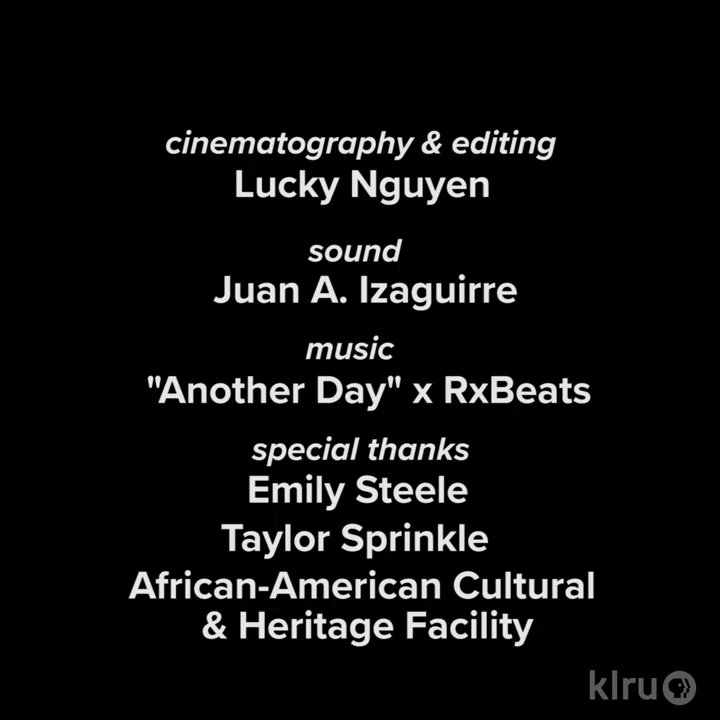 cinematography & editing
Lucky Nguyen
sound
Juan A. Izaguirre
music
"Another Day" x RxBeats
special thanks
Emily Steele
Taylor Sprinkle
African-American Cultural
& Heritage Facility
klru